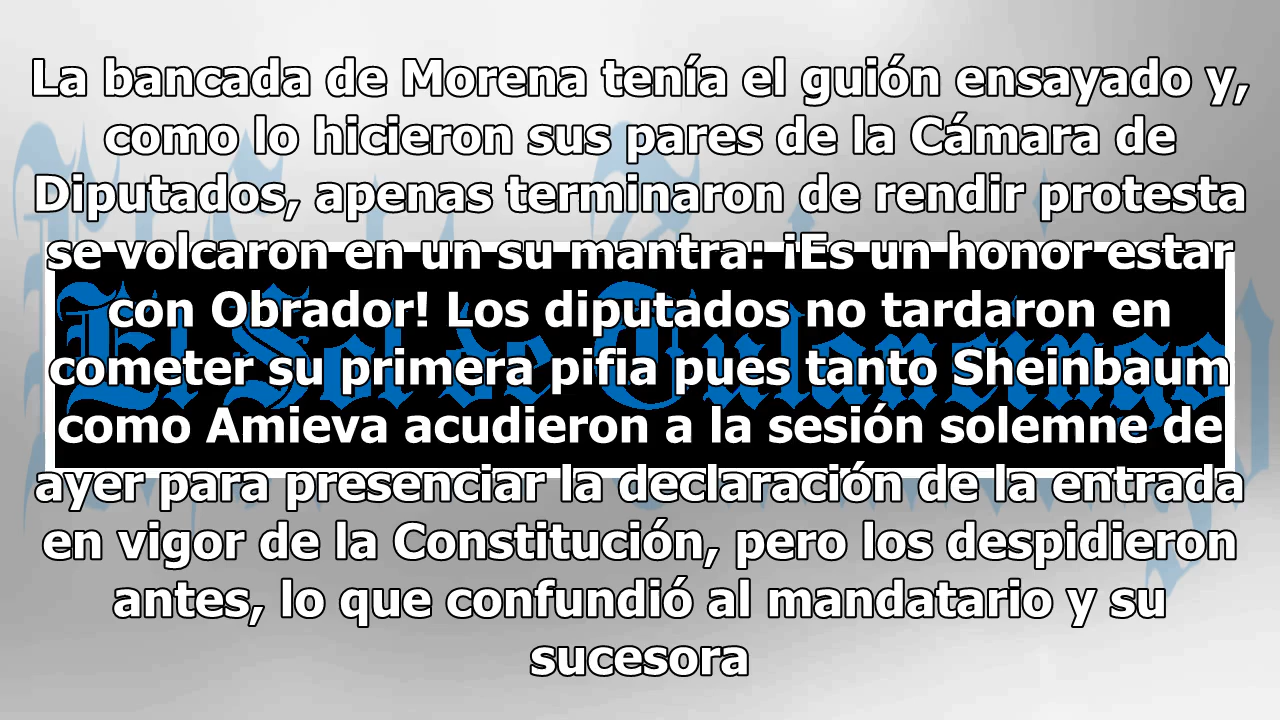 La bancada de Morena tenía el guión ensayado y,
como lo hicieron sus pares de la Cámara de
Diputados, apenas terminaron de rendir protesta
se volcaron en un su mantra: ¡Es un honor estar
con Obrador! Los diputados no tardaron en
cometer su primera pifia pues tanto Sheinbaum
como Amieva acudieron a la sesión solemne de
ayer para presenciar la declaración de la entrada
en vigor de la Constitución, pero los despidieron
antes, lo que confundió al mandatario y su
sucesora
El Sol de Tulancingo